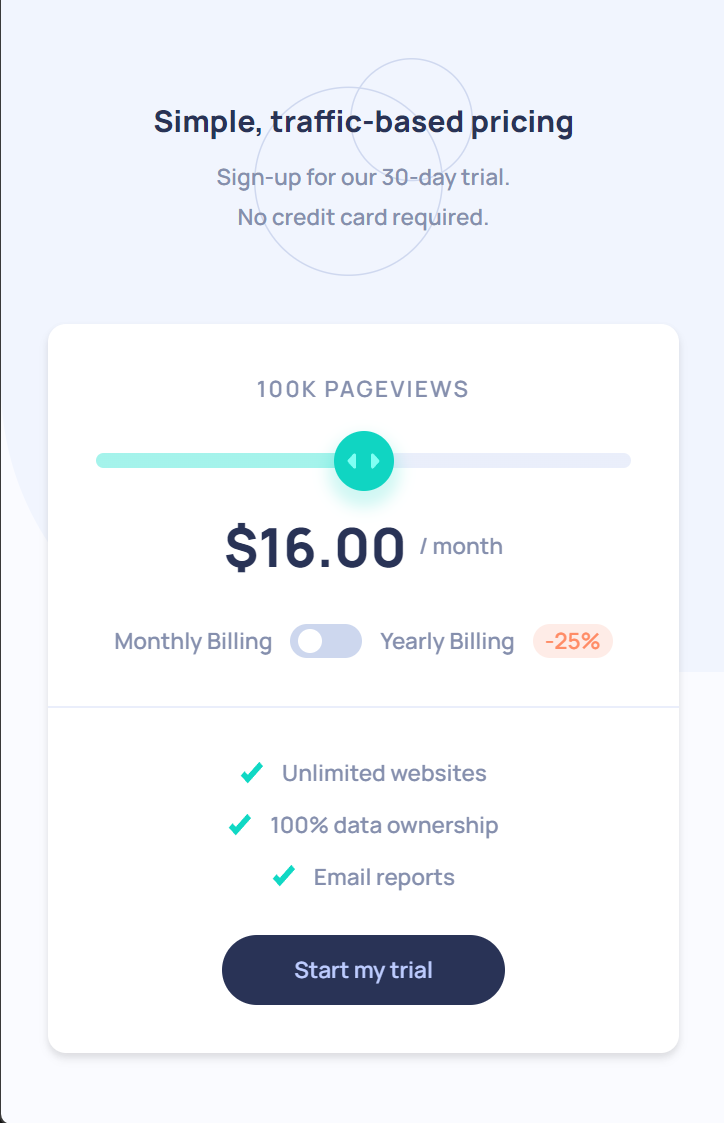 Simple, traffic-based pricing
Sign-up for our 30-day trial.
No credit card required.
100K PAGEVIEWS
$16.00 / month
Monthly Billing Yearly Billing -25%
Unlimited websites
100% data ownership
Email reports
Start my trial